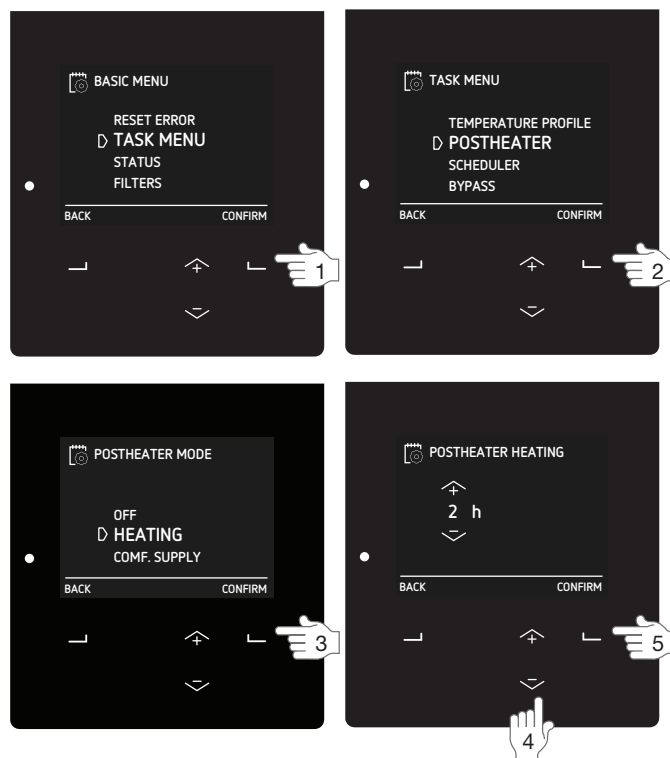 BASIC MENU
RESET ERROR
TASK MENU
STATUS
FILTERS
BACK CONFIRM
1
TASK MENU
TEMPERATURE PROFILE
POSTHEATER
SCHEDULER
BYPASS
BACK CONFIRM
2
POSTHEATER MODE
OFF
HEATING
COMF. SUPPLY
BACK CONFIRM
3
POSTHEATER HEATING
2 h
BACK CONFIRM
5
4